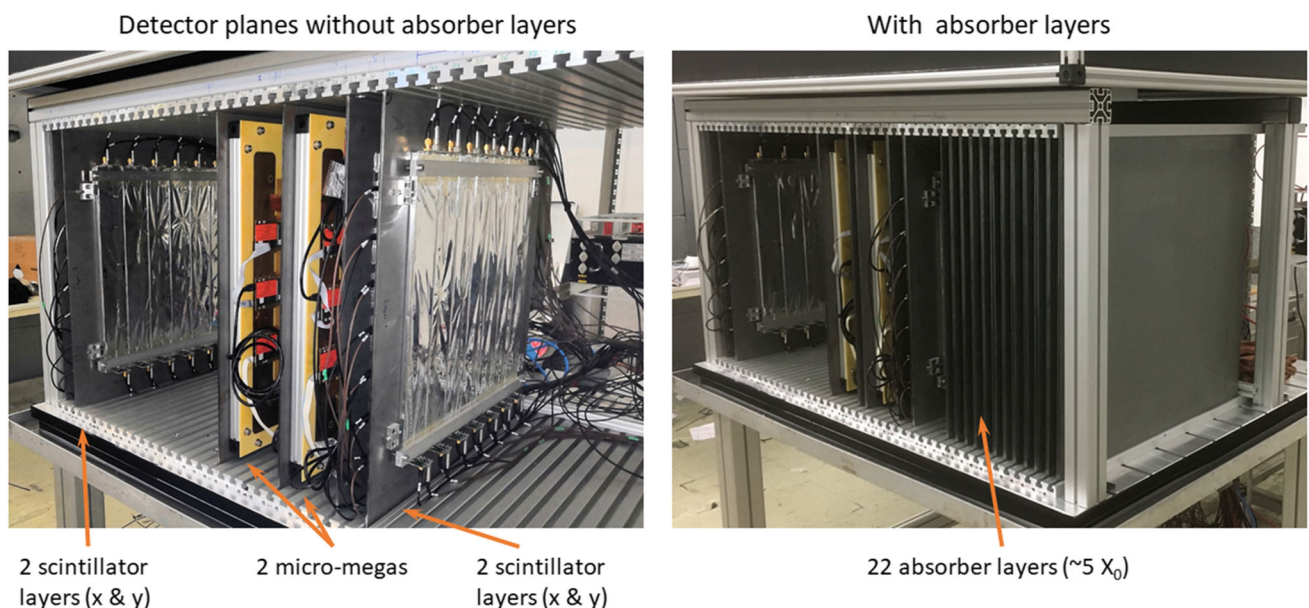 Detector planes without absorber layers
With absorber layers
2 scintillator
layers (x & y)
2 micro-megas
2 scintillator
layers (x & y)
22 absorber layers (~5 X₀)